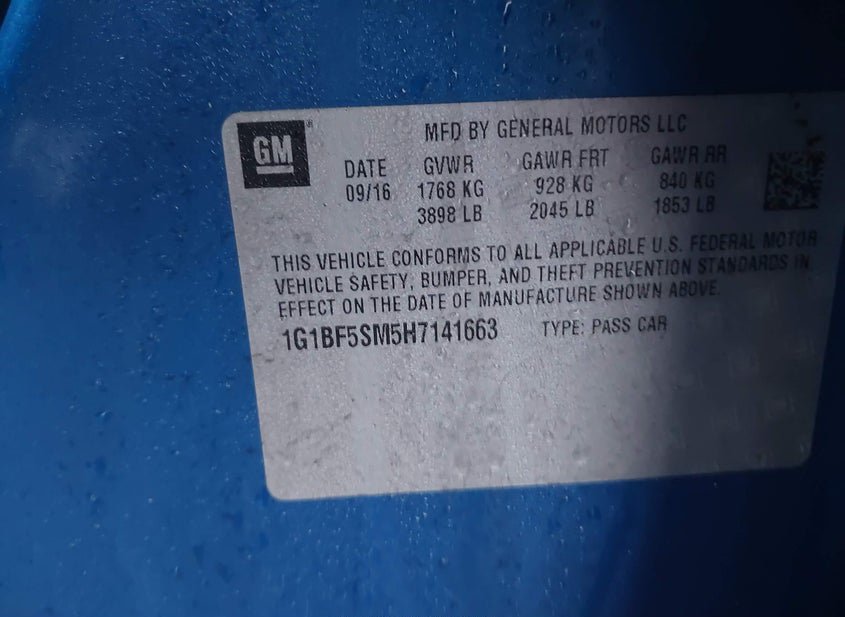 GM®
MFD BY GENERAL MOTORS LLC
DATE GVWR GAWR FRT GAWR RR
09/16 1768 KG 928 KG 840 KG
3898 LB 2045 LB 1853 LB
THIS VEHICLE CONFORMS TO ALL APPLICABLE U.S. FEDERAL MOTOR
VEHICLE SAFETY, BUMPER, AND THEFT PREVENTION STANDARDS IN
EFFECT ON THE DATE OF MANUFACTURE SHOWN ABOVE.
1G1BF5SM5H7141663 TYPE: PASS CAR